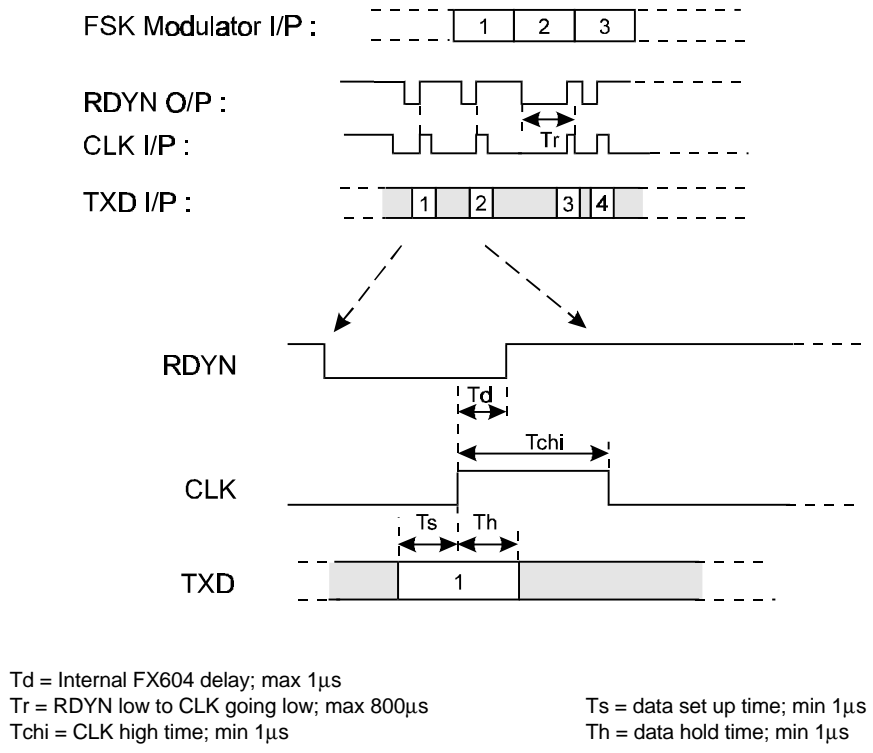 FSK Modulator I/P :
1 2 3
RDYN O/P :
Tr
CLK I/P :
TXD I/P :
1 2 3 4
RDYN
Td
Tchi
CLK
Ts Th
TXD
1
Td = Internal FX604 delay; max 1μs
Tr = RDYN low to CLK going low; max 800μs
Ts = data set up time; min 1μs
Tchi = CLK high time; min 1μs
Th = data hold time; min 1μs